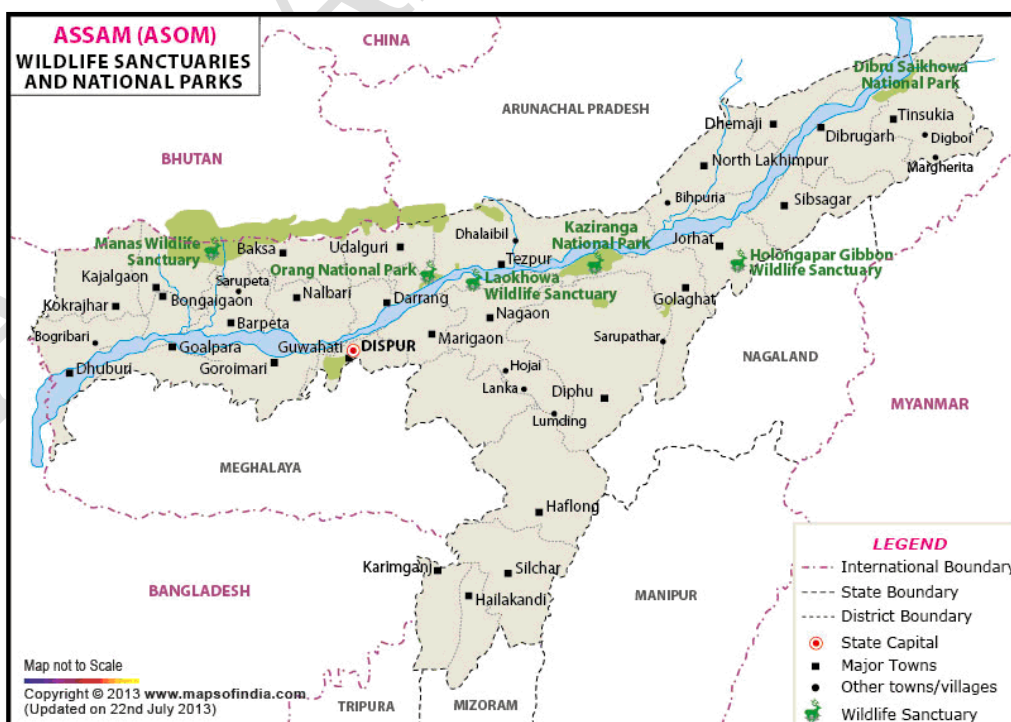 ASSAM (ASOM)
WILDLIFE SANCTUARIES
AND NATIONAL PARKS
CHINA
ARUNACHAL PRADESH
Dibru Saikhowa
National Park
BHUTAN
Dhemaji
Tinsukia
Dibrugarh
Digboi
North Lakhimpur
Margherita
Bihpuria
Sibsagar
Manas Wildlife
Sanctuary
Baksa
Udalguri
Dhalaibil
Kaziranga
National Park
Jorhat
Tezpur
Holongapar Gibbon
Wildlife Sanctuary
Orang National Park
Laokhowa
Wildlife Sanctuary
Kajalgaon
Sarupeta
Kokrajhar
Bongaigaon
Nalbari
Darrang
Golaghat
Nagaon
Bogribari
Barpeta
Marigaon
Sarupathar
Goalpara
Guwahati
DISPUR
NAGALAND
Dhuburi
Goroimari
Hojai
Lanka
Diphu
MYANMAR
Lumding
MEGHALAYA
Haflong
Karimganj
Silchar
BANGLADESH
Hailakandi
MANIPUR
TRIPURA
MIZORAM
LEGEND
International Boundary
State Boundary
District Boundary
State Capital
Major Towns
Other towns/villages
Wildlife Sanctuary
Map not to Scale
Copyright © 2013 www.mapsofindia.com
(Updated on 22nd July 2013)